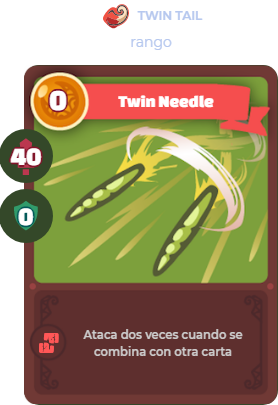 TWIN TAIL
rango
0
Twin Needle
40
0
Ataca dos veces cuando se
combina con otra carta